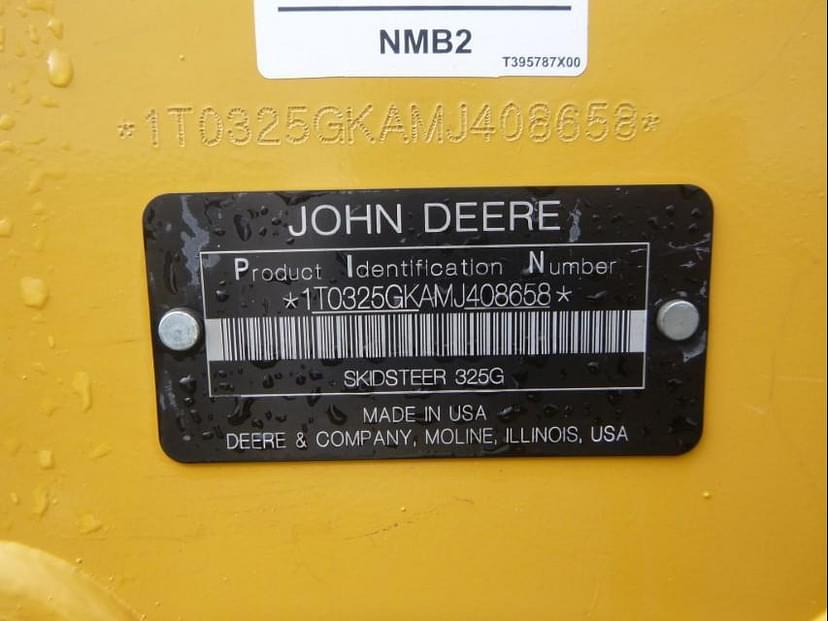 NMB2
T395787X00
*1T0325GKAMJ408658*
JOHN DEERE
Product Identification Number
*1T0325GKAMJ408658*
SKIDSTEER 325G
MADE IN USA
DEERE & COMPANY, MOLINE, ILLINOIS, USA